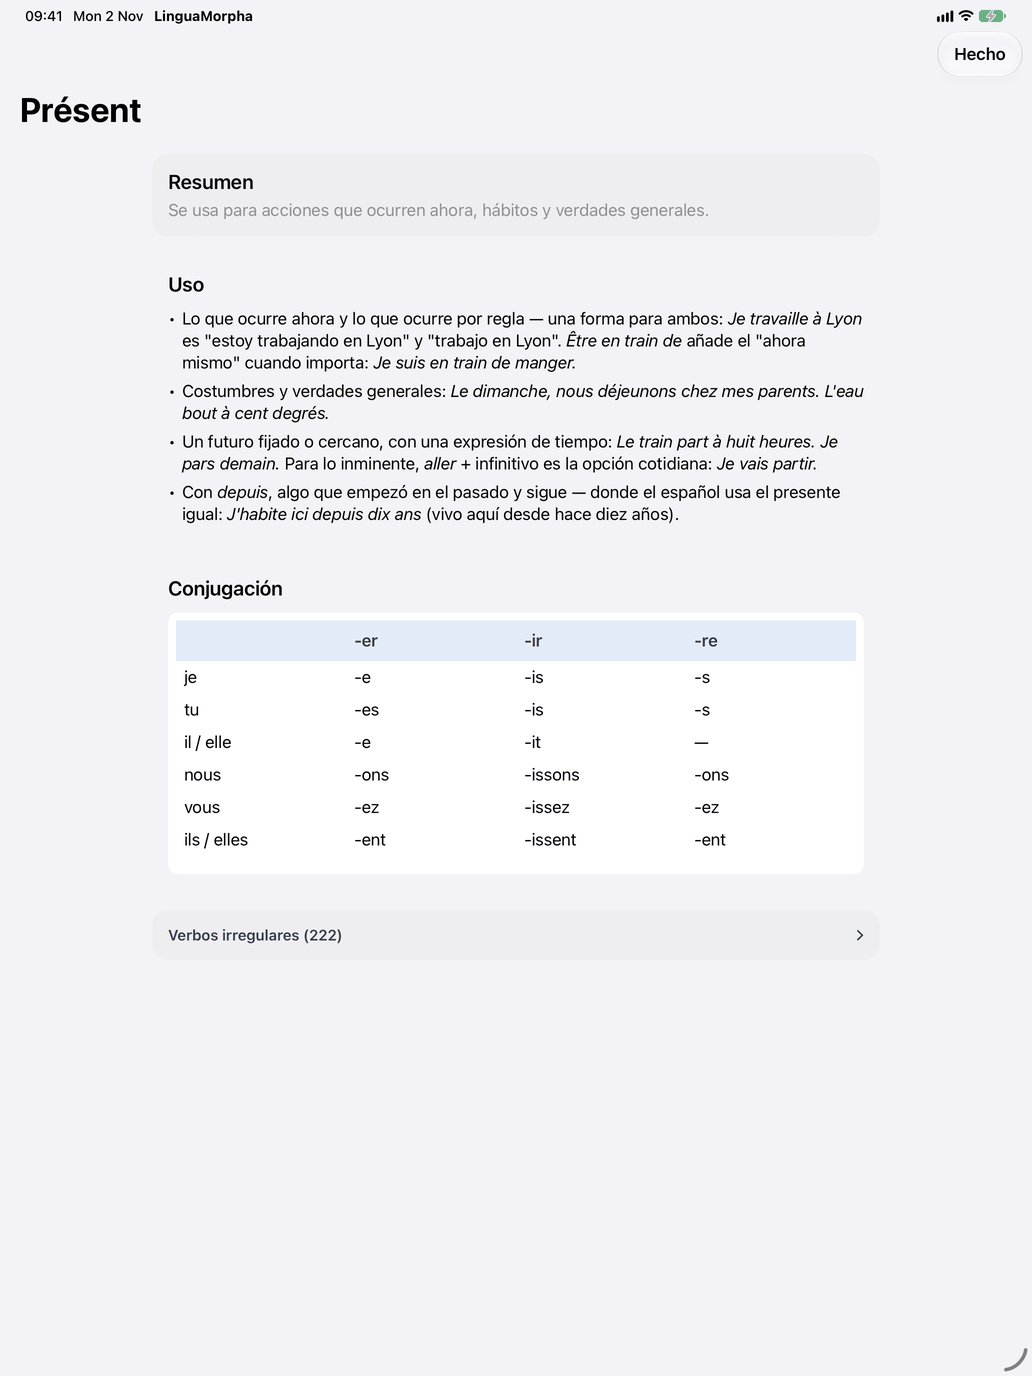 09:41 Mon 2 Nov LinguaMorpha
Hecho
Présent
Resumen
Se usa para acciones que ocurren ahora, hábitos y verdades generales.
Uso
• Lo que ocurre ahora y lo que ocurre por regla — una forma para ambos: Je travaille à Lyon
es "estoy trabajando en Lyon" y "trabajo en Lyon". Être en train de añade el "ahora
mismo" cuando importa: Je suis en train de manger.
• Costumbres y verdades generales: Le dimanche, nous déjeunons chez mes parents. L'eau
bout à cent degrés.
• Un futuro fijado o cercano, con una expresión de tiempo: Le train part à huit heures. Je
pars demain. Para lo inminente, aller + infinitivo es la opción cotidiana: Je vais partir.
• Con depuis, algo que empezó en el pasado y sigue — donde el español usa el presente
igual: J'habite ici depuis dix ans (vivo aquí desde hace diez años).
Conjugación
-er -ir -re
je -e -is -s
tu -es -is -s
il / elle -e -it —
nous -ons -issons -ons
vous -ez -issez -ez
ils / elles -ent -issent -ent
Verbos irregulares (222)